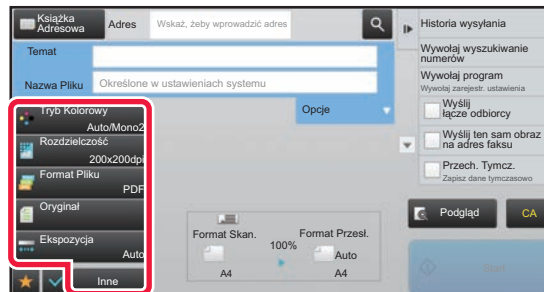 Książka
Adresowa
Adres
Wskaż, żeby wprowadzić adres
Temat
Nazwa Pliku
Określone w ustawieniach systemu
Opcje
Tryb Kolorowy
Auto/Mono2
Rozdzielczość
200x200dpi
Format Pliku
PDF
Oryginał
Ekspozycja
Auto
Inne
Format Skan.
A4
100%
Format Przesł.
Auto
A4
Historia wysyłania
Wywołaj wyszukiwanie
numerów
Wywołaj program
Wywołaj zarejestr. ustawienia
Wyślij
łącze odbiorcy
Wyślij ten sam obraz
na adres faksu
Przech. Tymcz.
Zapisz dane tymczasowo
Podgląd
CA
Start